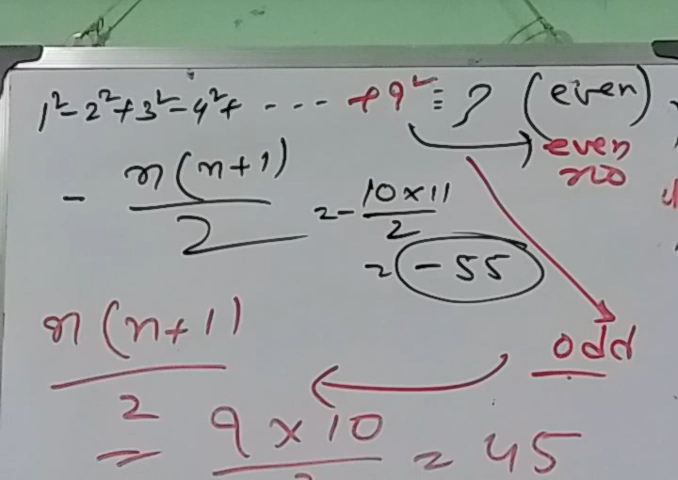 1²-2²+3²-4²+ ---- +9² = ? (even)
even
no
- n(n+1)/2 = - 10×11/2
= -55
n(n+1)/2
odd
= 9×10/2 = 45